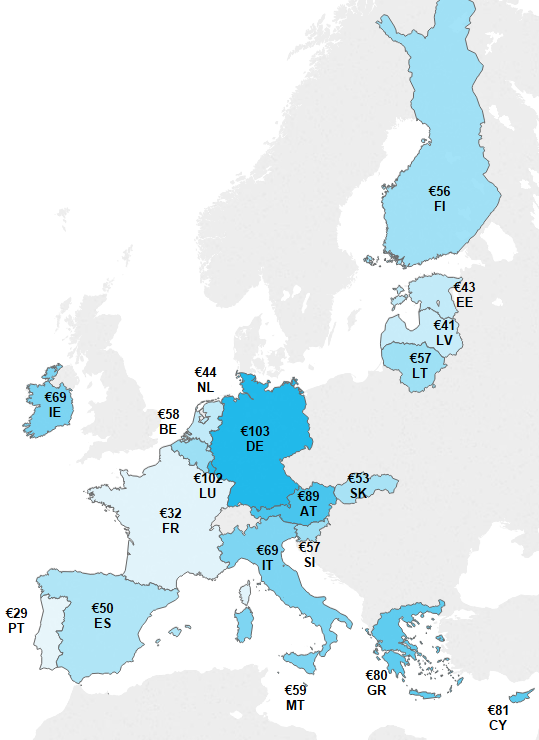 €56
FI
€43
EE
€41
LV
€57
LT
€44
NL
€69
IE
€58
BE
€103
DE
€102
LU
€53
SK
€89
AT
€32
FR
€69
IT
€57
SI
€50
ES
€29
PT
€80
GR
€59
MT
€81
CY